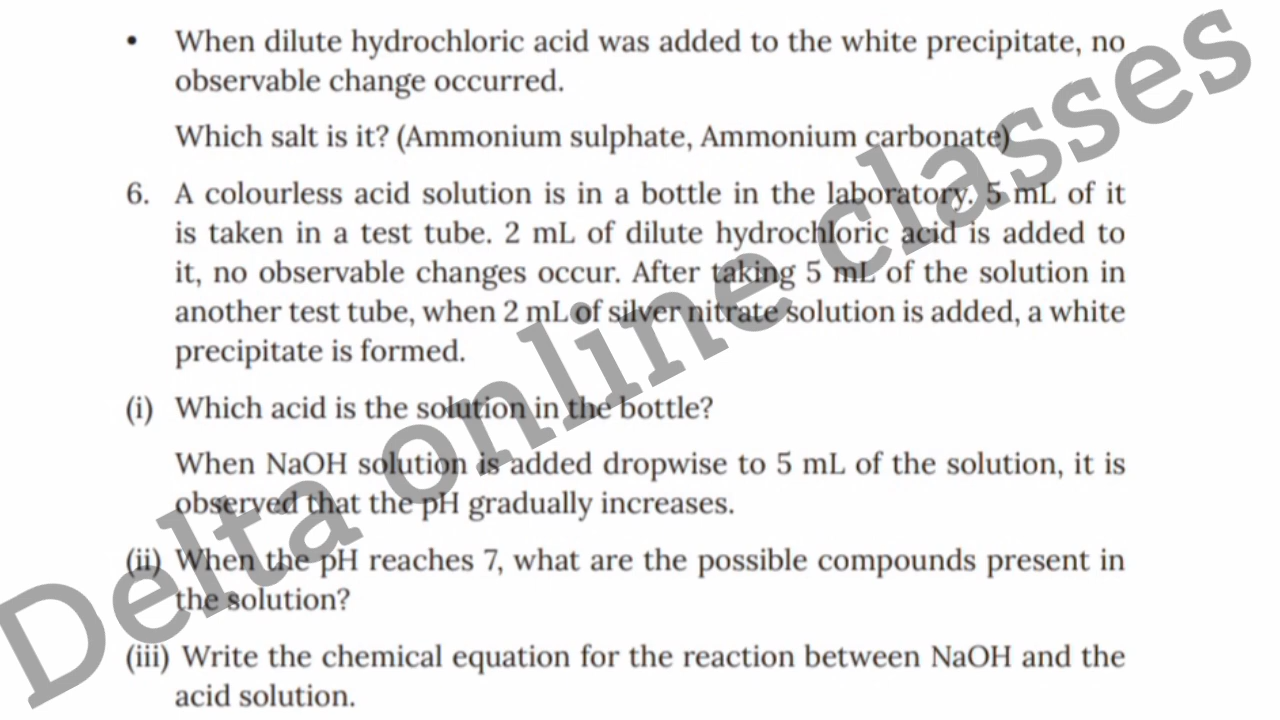 • When dilute hydrochloric acid was added to the white precipitate, no
observable change occurred.
Which salt is it? (Ammonium sulphate, Ammonium carbonate)
6. A colourless acid solution is in a bottle in the laboratory. 5 mL of it
is taken in a test tube. 2 mL of dilute hydrochloric acid is added to
it, no observable changes occur. After taking 5 mL of the solution in
another test tube, when 2 mL of silver nitrate solution is added, a white
precipitate is formed.
(i) Which acid is the solution in the bottle?
When NaOH solution is added dropwise to 5 mL of the solution, it is
observed that the pH gradually increases.
(ii) When the pH reaches 7, what are the possible compounds present in
the solution?
(iii) Write the chemical equation for the reaction between NaOH and the
acid solution.
Delta online classes